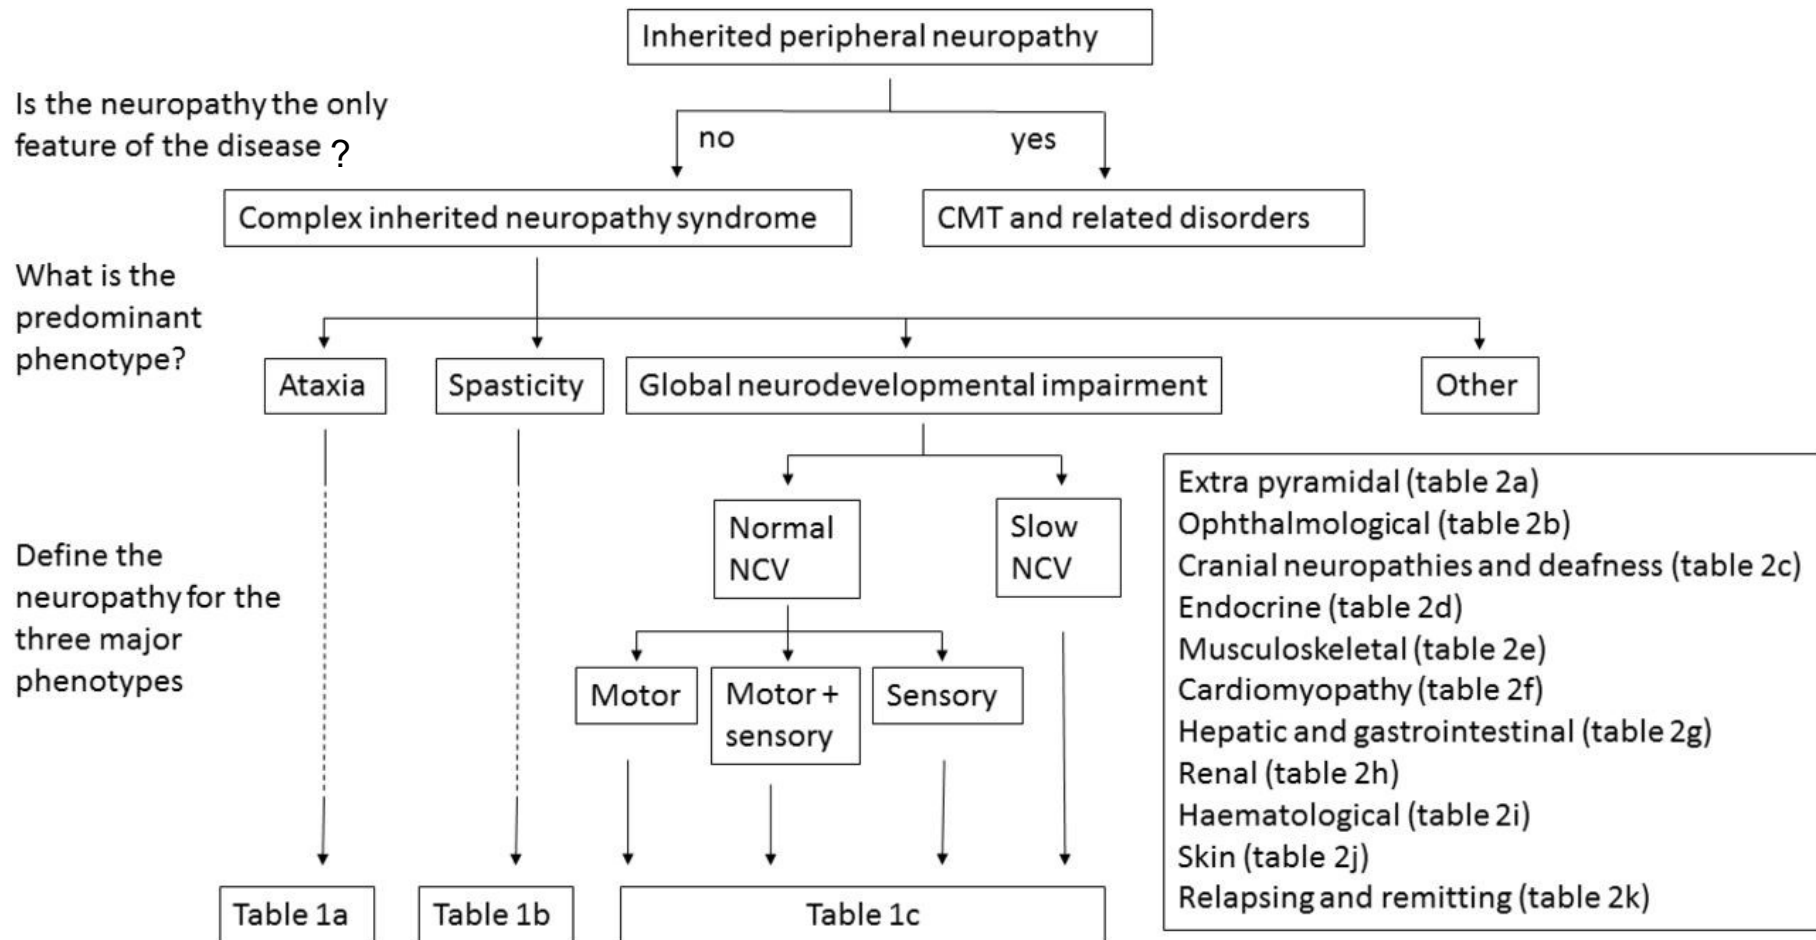 Inherited peripheral neuropathy
Is the neuropathy the only
feature of the disease ?
no
yes
Complex inherited neuropathy syndrome
CMT and related disorders
What is the
predominant
phenotype?
Ataxia
Spasticity
Global neurodevelopmental impairment
Other
Define the
neuropathy for the
three major
phenotypes
Normal
NCV
Slow
NCV
Motor
Motor +
sensory
Sensory
Extra pyramidal (table 2a)
Ophthalmological (table 2b)
Cranial neuropathies and deafness (table 2c)
Endocrine (table 2d)
Musculoskeletal (table 2e)
Cardiomyopathy (table 2f)
Hepatic and gastrointestinal (table 2g)
Renal (table 2h)
Haematological (table 2i)
Skin (table 2j)
Relapsing and remitting (table 2k)
Table 1a
Table 1b
Table 1c